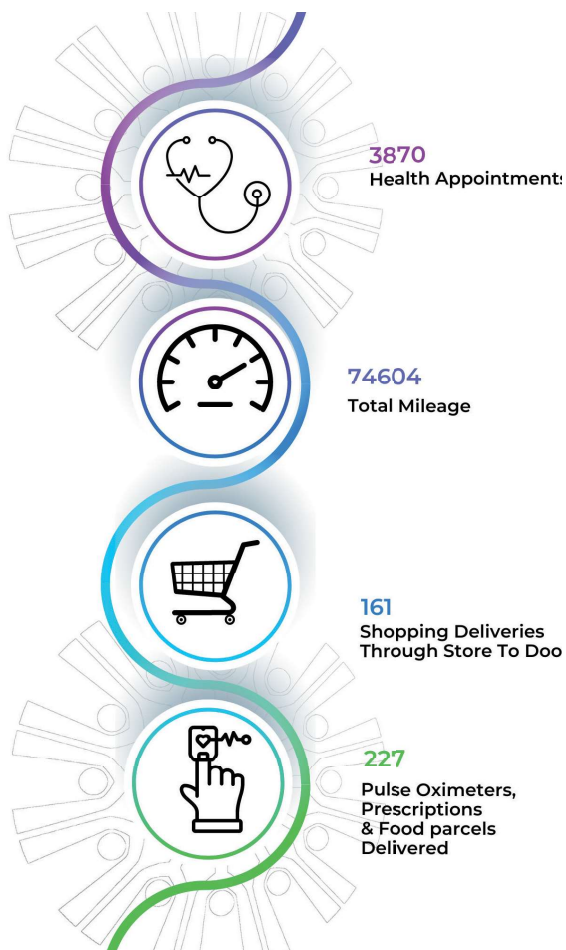 3870
Health Appointments
74604
Total Mileage
161
Shopping Deliveries
Through Store To Doo
227
Pulse Oximeters,
Prescriptions
& Food parcels
Delivered